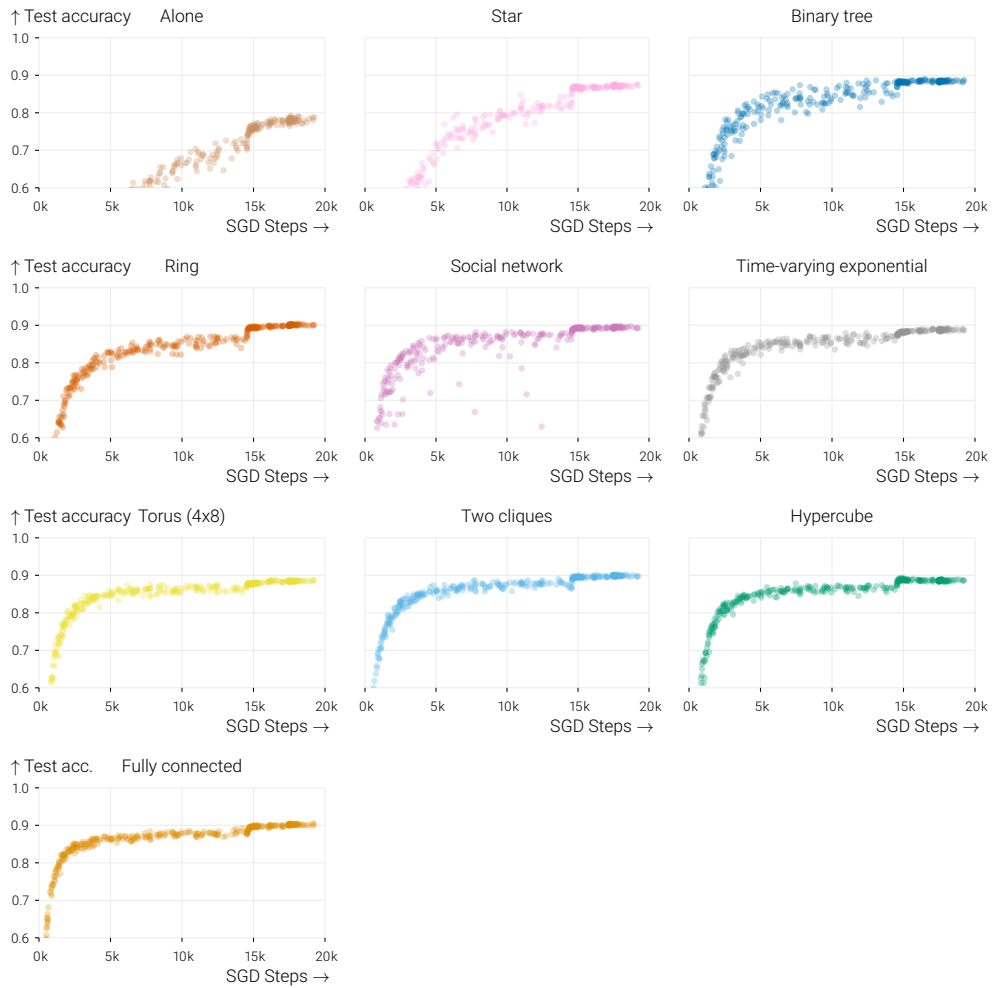 ↑ Test accuracy Alone Star Binary tree
1.0
0.9
0.8
0.7
0.6
0k 5k 10k 15k 20k 0k 5k 10k 15k 20k 0k 5k 10k 15k 20k
SGD Steps → SGD Steps → SGD Steps →
↑ Test accuracy Ring Social network Time-varying exponential
1.0
0.9
0.8
0.7
0.6
0k 5k 10k 15k 20k 0k 5k 10k 15k 20k 0k 5k 10k 15k 20k
SGD Steps → SGD Steps → SGD Steps →
↑ Test accuracy Torus (4x8) Two cliques Hypercube
1.0
0.9
0.8
0.7
0.6
0k 5k 10k 15k 20k 0k 5k 10k 15k 20k 0k 5k 10k 15k 20k
SGD Steps → SGD Steps → SGD Steps →
↑ Test acc. Fully connected
1.0
0.9
0.8
0.7
0.6
0k 5k 10k 15k 20k
SGD Steps →